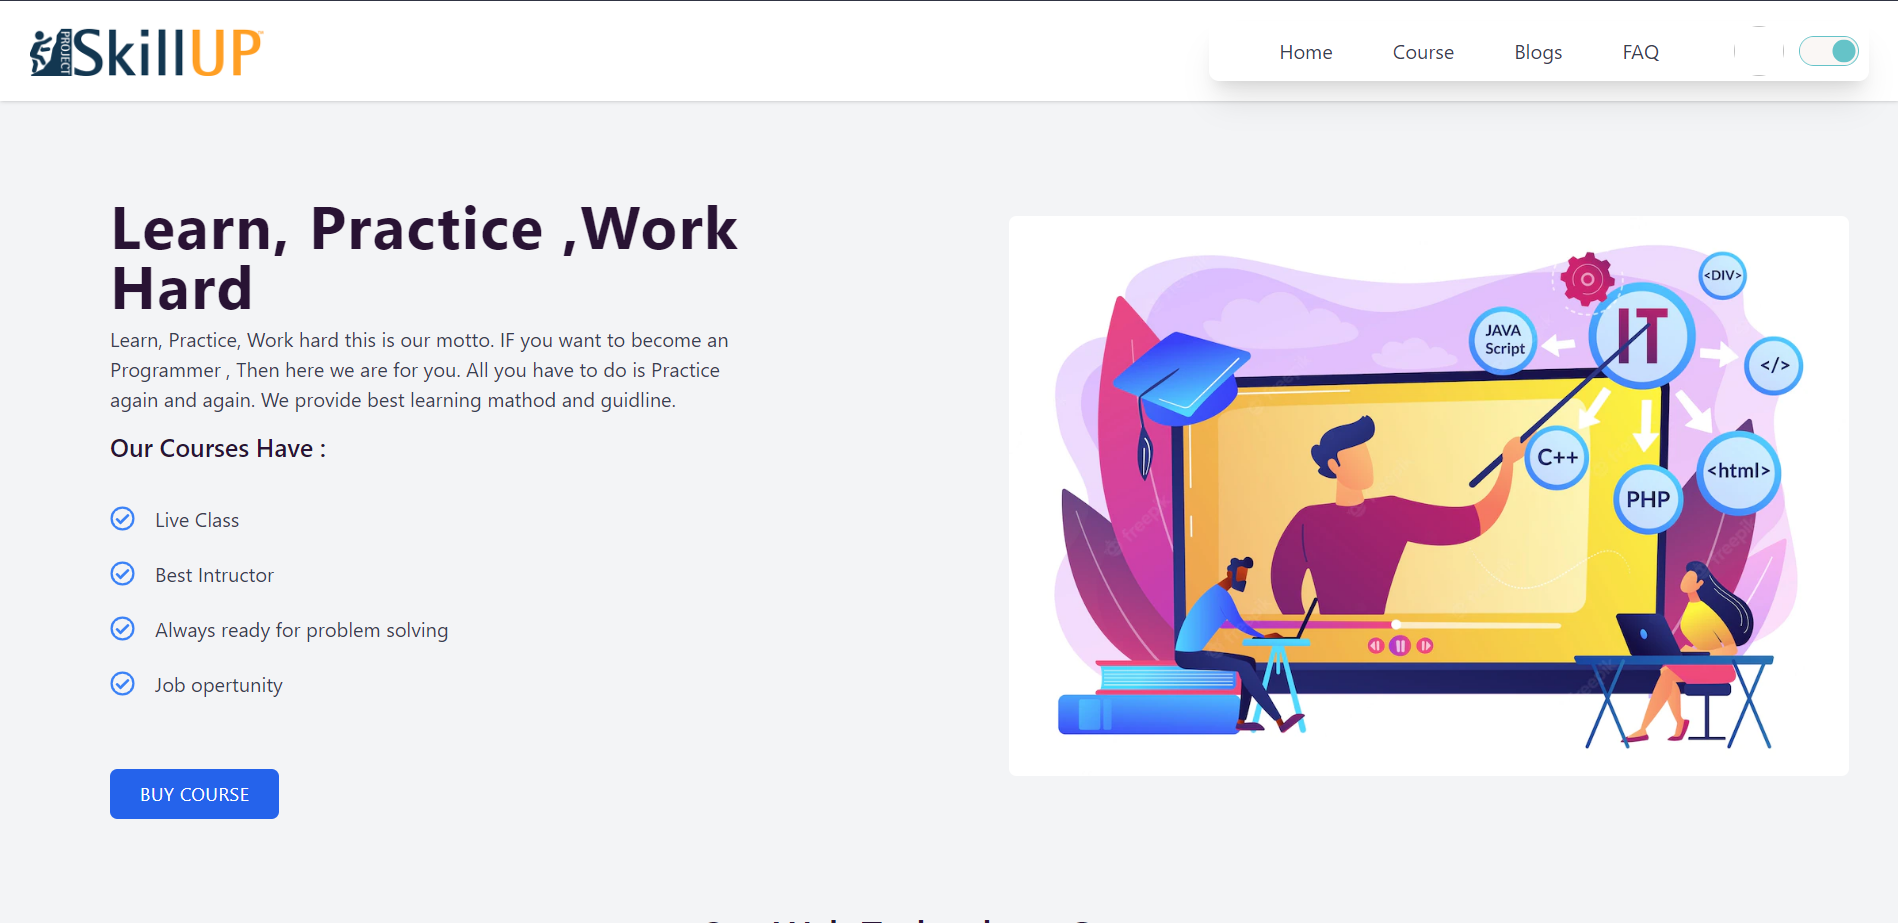 PROJECT
SkillUP
Home
Course
Blogs
FAQ
Learn, Practice ,Work
Hard
Learn, Practice, Work hard this is our motto. IF you want to become an
Programmer , Then here we are for you. All you have to do is Practice
again and again. We provide best learning mathod and guidline.
Our Courses Have :
Live Class
Best Intructor
Always ready for problem solving
Job opertunity
BUY COURSE
<DIV>
IT
JAVA
Script
</>
C++
<html>
PHP
freepik